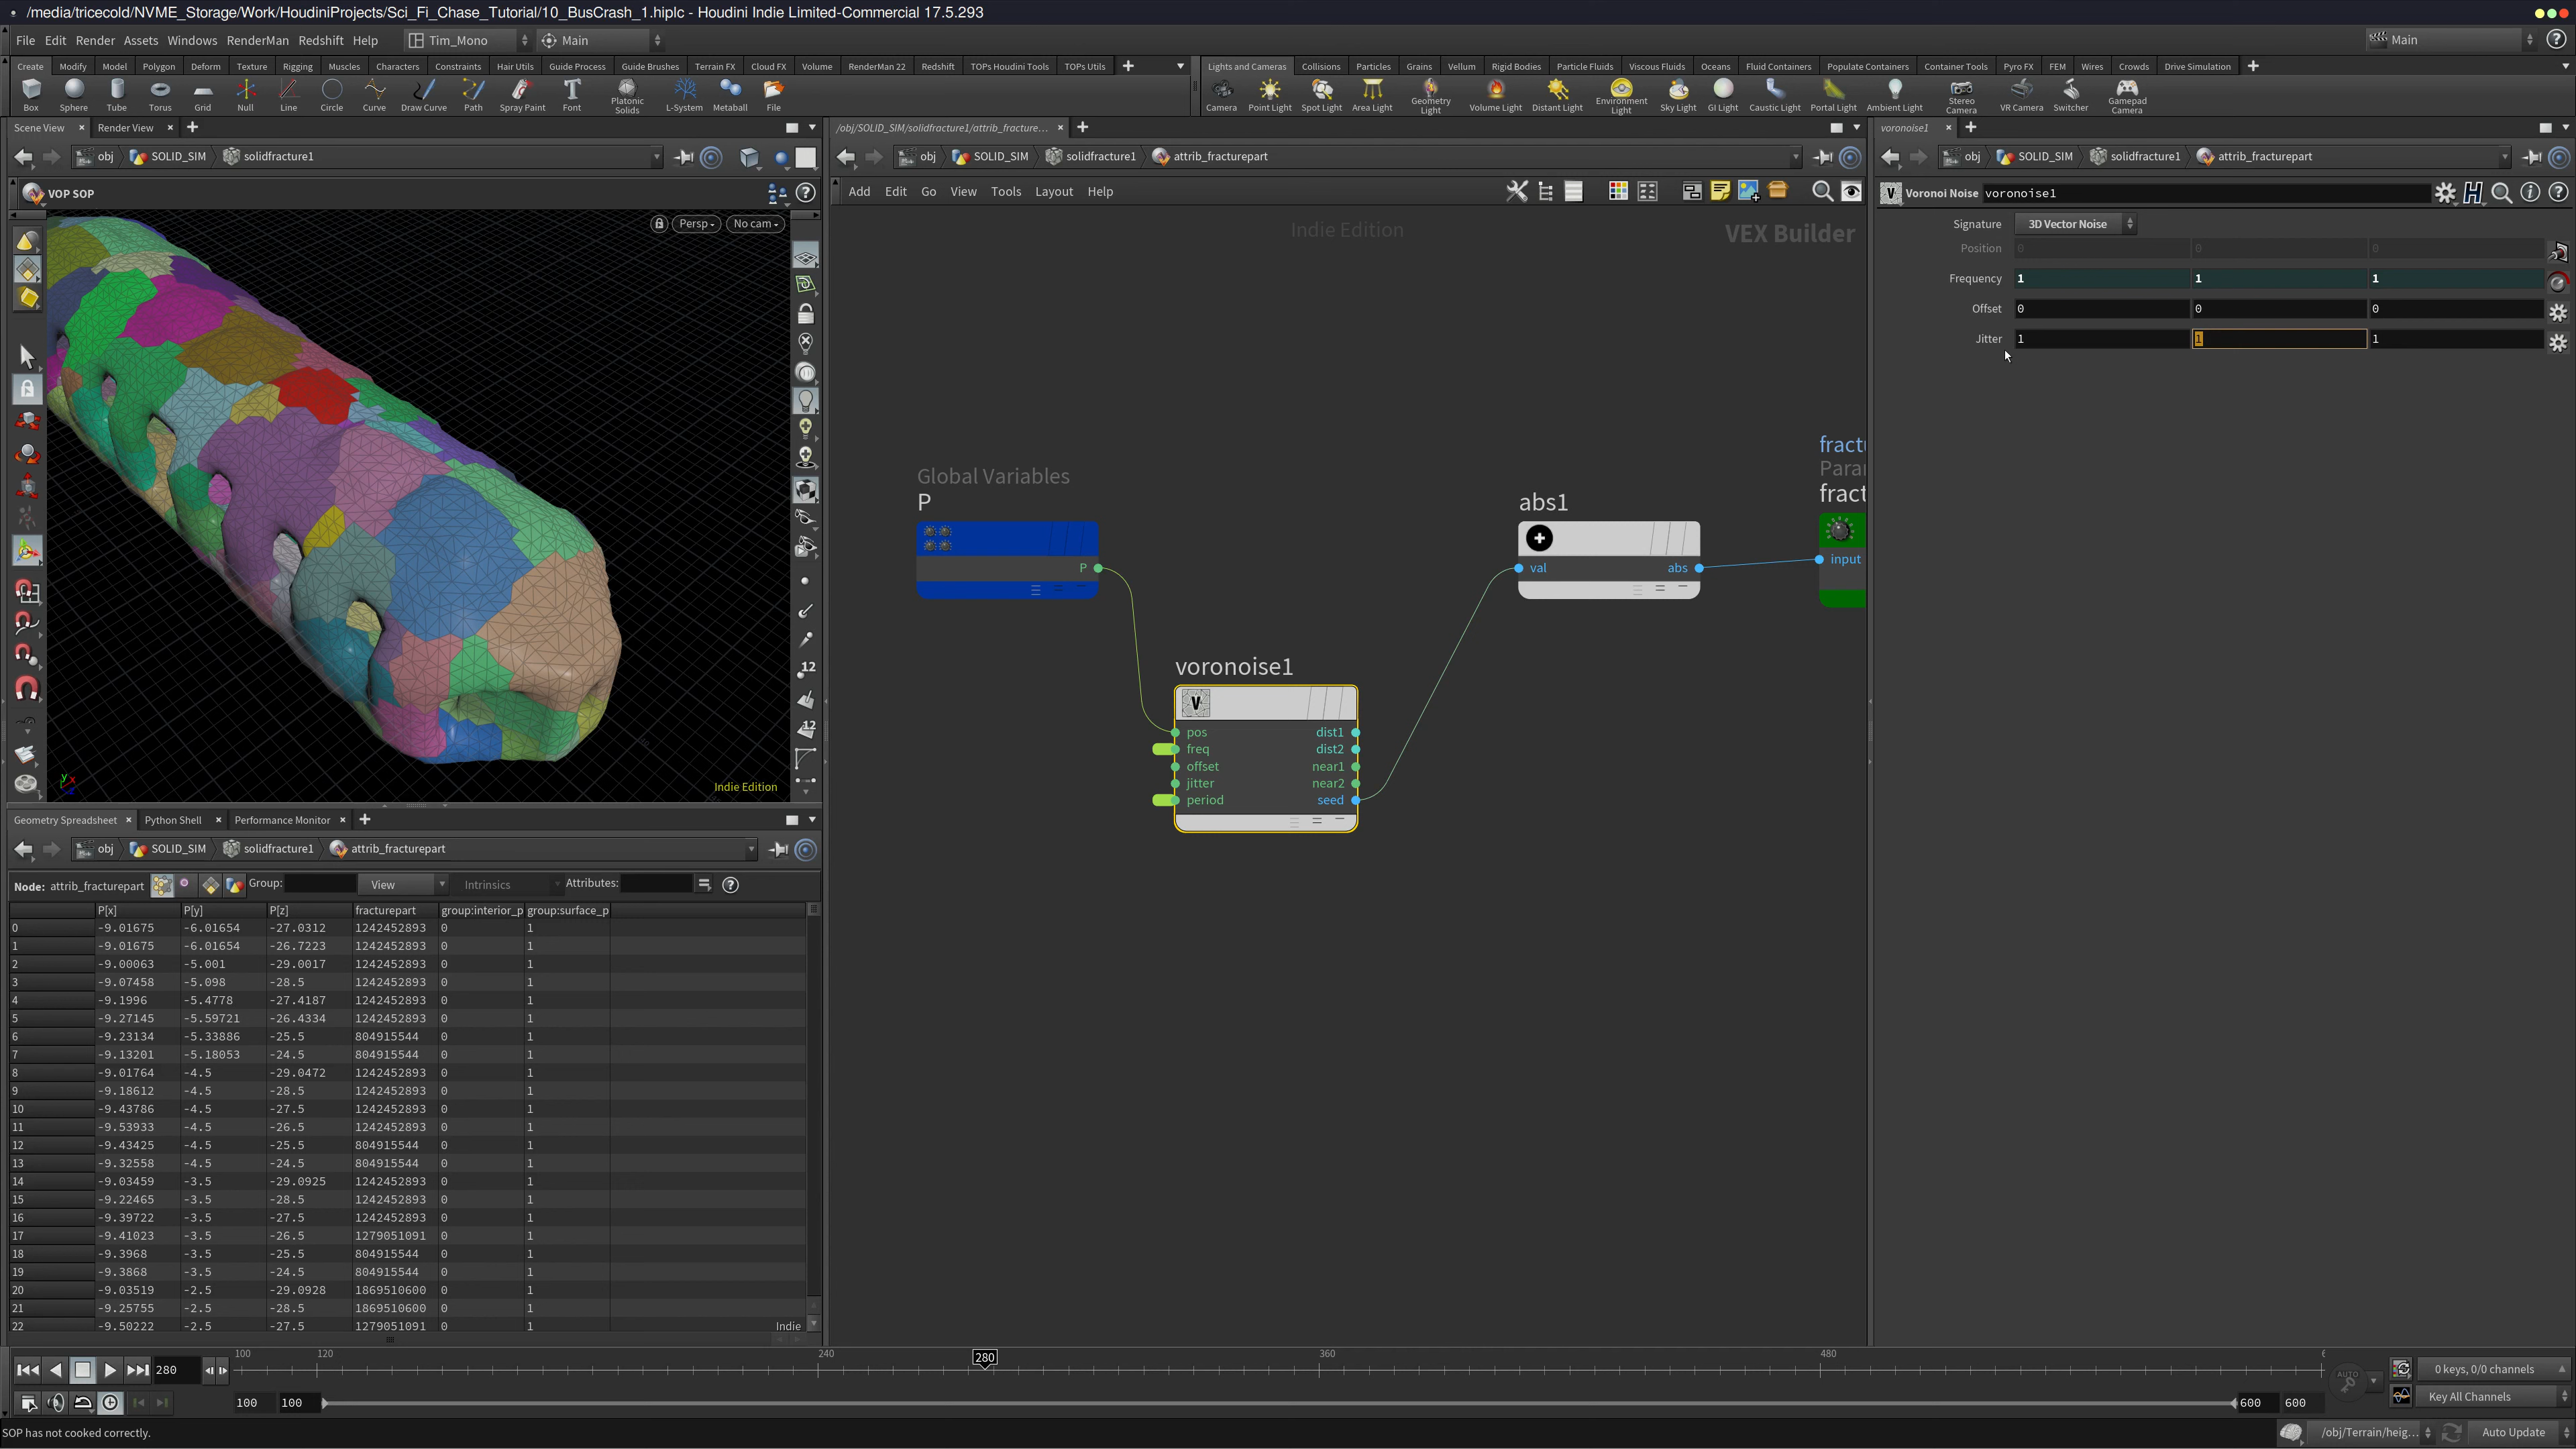 /media/tricecold/NVME_Storage/Work/HoudiniProjects/Sci_Fi_Chase_Tutorial/10_BusCrash_1.hiplc - Houdini Indie Limited-Commercial 17.5.293
File Edit Render Assets Windows RenderMan Redshift Help Tim_Mono Main Main
Create Modify Model Polygon Deform Texture Rigging Muscles Characters Constraints Hair Utils Guide Process Guide Brushes Terrain FX Cloud FX Volume RenderMan 22 Redshift TOPs Houdini Tools TOPs Utils
Lights and Cameras Collisions Particles Grains Vellum Rigid Bodies Particle Fluids Viscous Fluids Oceans Fluid Containers Populate Containers Container Tools Pyro FX FEM Wires Crowds Drive Simulation
Box Sphere Tube Torus Grid Null Line Circle Curve Draw Curve Path Spray Paint Font Platonic Solids L-System Metaball File
Camera Point Light Spot Light Area Light Geometry Light Volume Light Distant Light Environment Light Sky Light GI Light Caustic Light Portal Light Ambient Light Stereo Camera VR Camera Switcher Gamepad Camera
Scene View Render View
obj SOLID_SIM solidfracture1
VOP SOP
Persp No cam
12
12
Indie Edition
/obj/SOLID_SIM/solidfracture1/attrib_fracture...
obj SOLID_SIM solidfracture1 attrib_fracturepart
Add Edit Go View Tools Layout Help
Indie Edition
VEX Builder
Global Variables
P
P
voronoise1
V
pos dist1
freq dist2
offset near1
jitter near2
period seed
abs1
val abs
fract
Para
fract
input
voronoise1
obj SOLID_SIM solidfracture1 attrib_fracturepart
Voronoi Noise voronoise1
Signature 3D Vector Noise
Position 0 0 0
Frequency 1 1 1
Offset 0 0 0
Jitter 1 1 1
Geometry Spreadsheet Python Shell Performance Monitor
obj SOLID_SIM solidfracture1 attrib_fracturepart
Node: attrib_fracturepart Group: View Intrinsics Attributes:
P[x] P[y] P[z] fracturepart group:interior_p group:surface_p
0 -9.01675 -6.01654 -27.0312 1242452893 0 1
1 -9.01675 -6.01654 -26.7223 1242452893 0 1
2 -9.00063 -5.001 -29.0017 1242452893 0 1
3 -9.07458 -5.098 -28.5 1242452893 0 1
4 -9.1996 -5.4778 -27.4187 1242452893 0 1
5 -9.27145 -5.59721 -26.4334 1242452893 0 1
6 -9.23134 -5.33886 -25.5 804915544 0 1
7 -9.13201 -5.18053 -24.5 804915544 0 1
8 -9.01764 -4.5 -29.0472 1242452893 0 1
9 -9.18612 -4.5 -28.5 1242452893 0 1
10 -9.43786 -4.5 -27.5 1242452893 0 1
11 -9.53933 -4.5 -26.5 1242452893 0 1
12 -9.43425 -4.5 -25.5 804915544 0 1
13 -9.32558 -4.5 -24.5 804915544 0 1
14 -9.03459 -3.5 -29.0925 1242452893 0 1
15 -9.22465 -3.5 -28.5 1242452893 0 1
16 -9.39722 -3.5 -27.5 1242452893 0 1
17 -9.41023 -3.5 -26.5 1279051091 0 1
18 -9.3968 -3.5 -25.5 804915544 0 1
19 -9.3868 -3.5 -24.5 804915544 0 1
20 -9.03519 -2.5 -29.0928 1869510600 0 1
21 -9.25755 -2.5 -28.5 1869510600 0 1
22 -9.50222 -2.5 -27.5 1279051091 0 1
Indie
280 100 120 240 280 360 480 6
0 keys, 0/0 channels
AUTO
100 100 600 600 Key All Channels
SOP has not cooked correctly. /obj/Terrain/heig... Auto Update